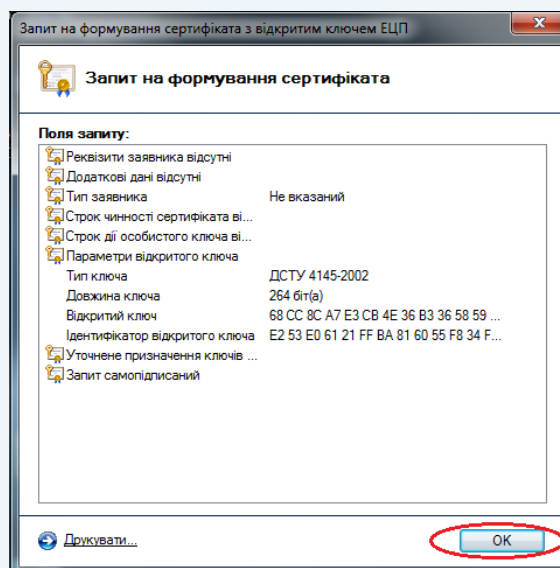 Запит на формування сертифіката з відкритим ключем ЕЦП
Запит на формування сертифіката
Поля запиту:
Реквізити заявника відсутні
Додаткові дані відсутні
Тип заявника Не вказаний
Строк чинності сертифіката ві...
Строк дії особистого ключа ві...
Параметри відкритого ключа
Тип ключа ДСТУ 4145-2002
Довжина ключа 264 біт(а)
Відкритий ключ 68 CC 8C A7 E3 CB 4E 36 B3 36 58 59 ...
Ідентифікатор відкритого ключа E2 53 E0 61 21 FF BA 81 60 55 F8 34 F...
Уточнене призначення ключів ...
Запит самопідписаний
Друкувати...
OK